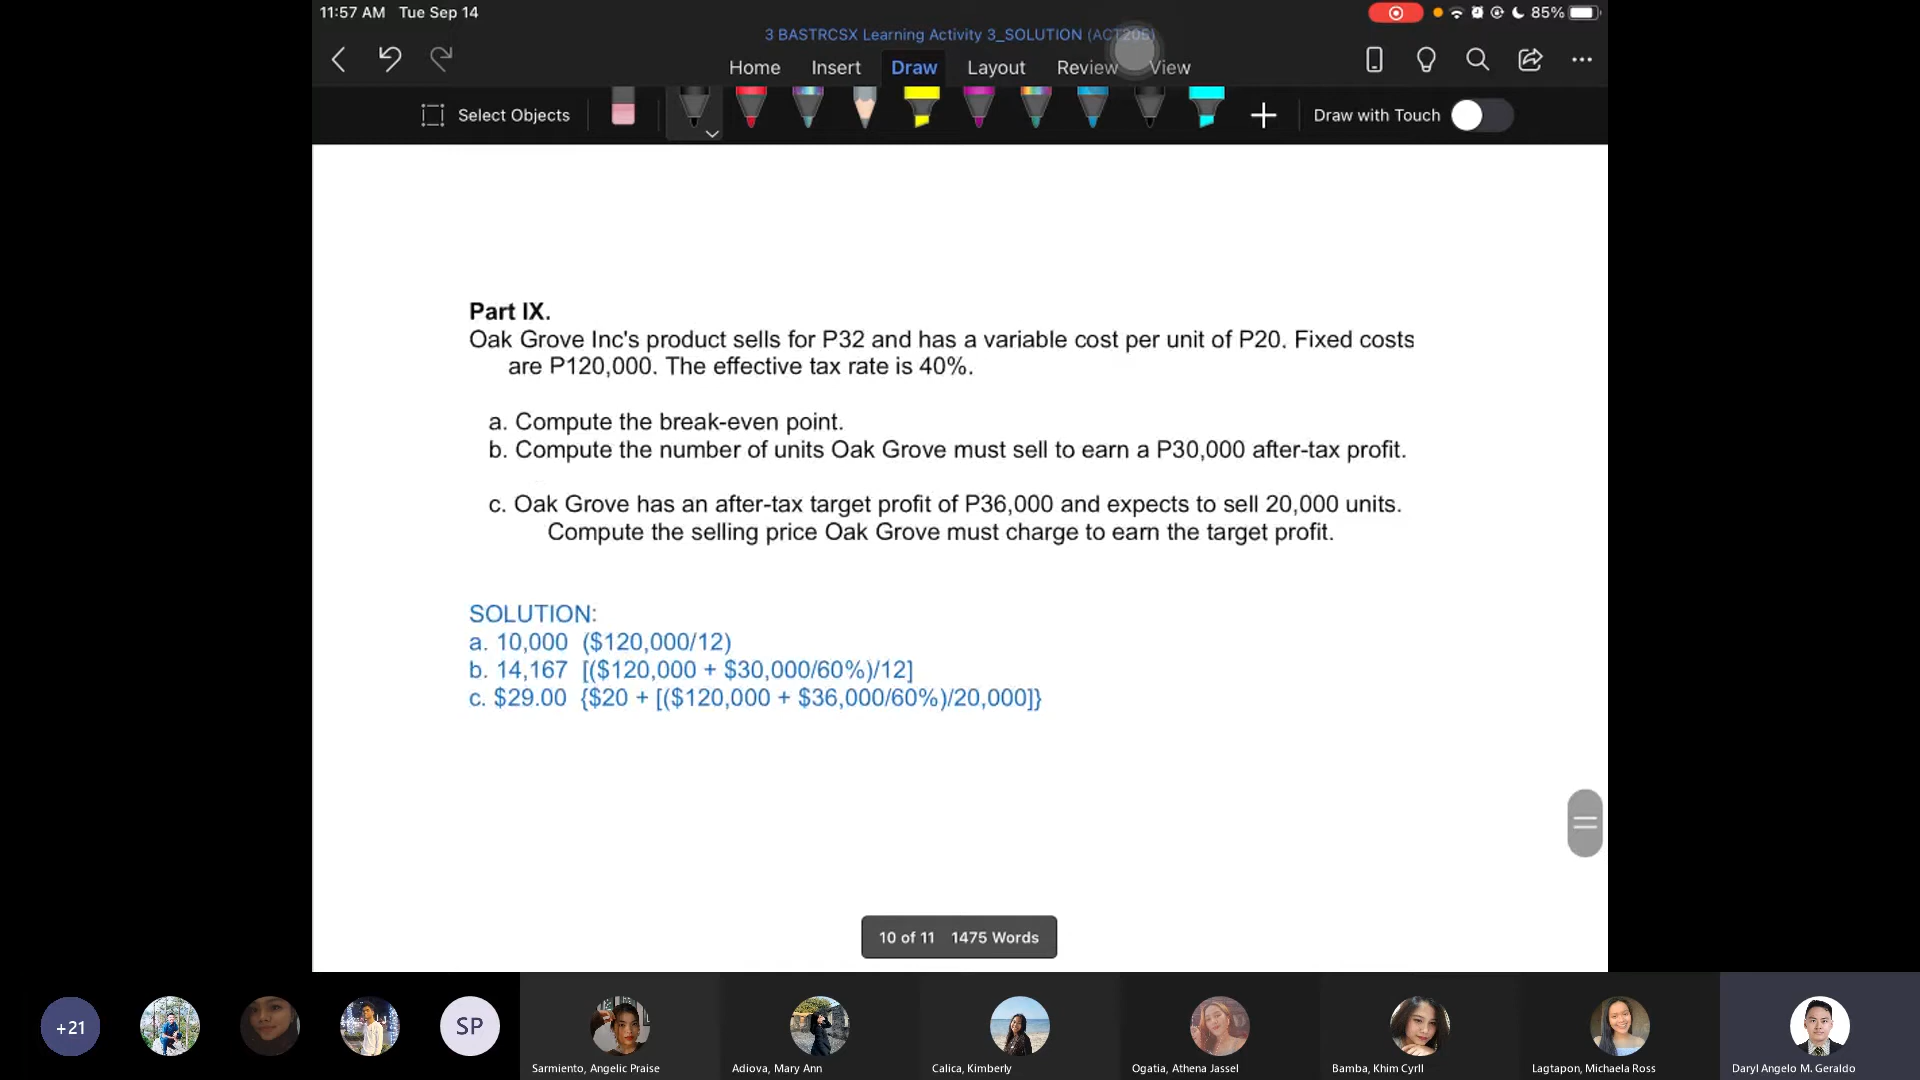 11:57 AM Tue Sep 14
85%
3 BASTRCSX Learning Activity 3_SOLUTION (ACT205)
Home Insert Draw Layout Review View
Select Objects
Draw with Touch
Part IX.
Oak Grove Inc's product sells for P32 and has a variable cost per unit of P20. Fixed costs
are P120,000. The effective tax rate is 40%.
a. Compute the break-even point.
b. Compute the number of units Oak Grove must sell to earn a P30,000 after-tax profit.
c. Oak Grove has an after-tax target profit of P36,000 and expects to sell 20,000 units.
Compute the selling price Oak Grove must charge to earn the target profit.
SOLUTION:
a. 10,000 ($120,000/12)
b. 14,167 [($120,000 + $30,000/60%)/12]
c. $29.00 {$20 + [($120,000 + $36,000/60%)/20,000]}
10 of 11 1475 Words
+21
SP
Sarmiento, Angelic Praise
Adiova, Mary Ann
Calica, Kimberly
Ogatia, Athena Jassel
Bamba, Khim Cyrll
Lagtapon, Michaela Ross
Daryl Angelo M. Geraldo